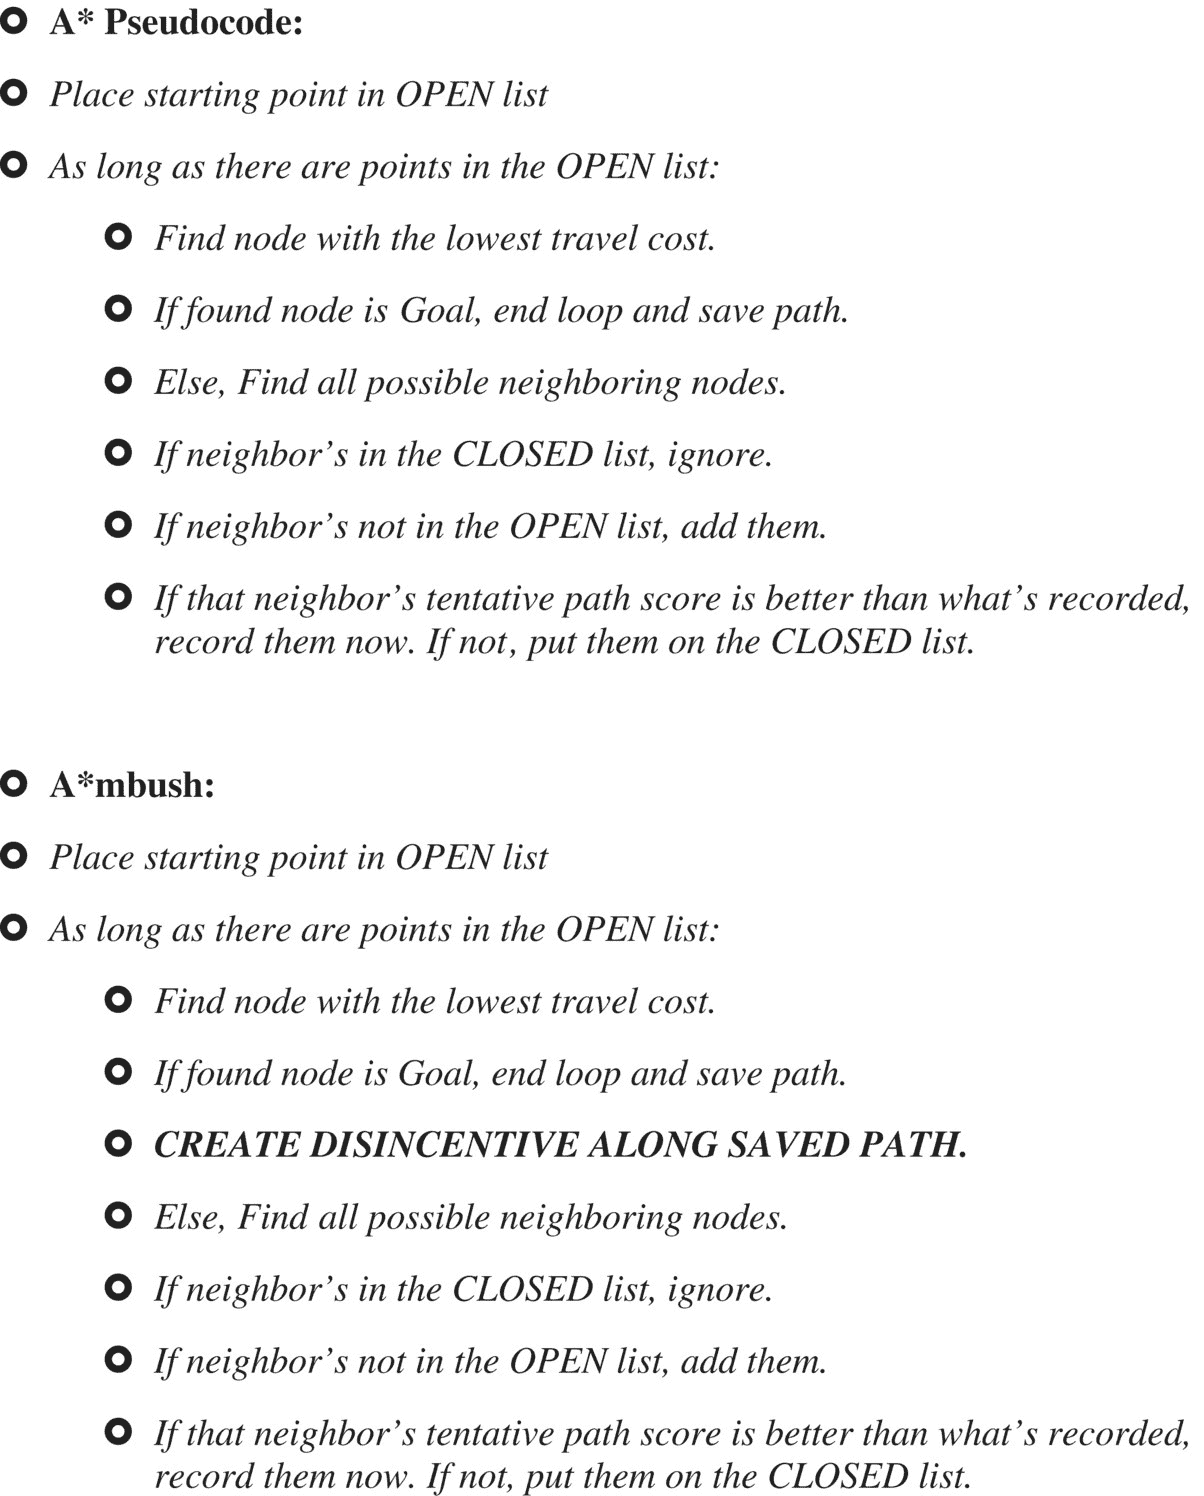 A* Pseudocode:
Place starting point in OPEN list
As long as there are points in the OPEN list:
Find node with the lowest travel cost.
If found node is Goal, end loop and save path.
Else, Find all possible neighboring nodes.
If neighbor’s in the CLOSED list, ignore.
If neighbor’s not in the OPEN list, add them.
If that neighbor’s tentative path score is better than what’s recorded,
record them now. If not, put them on the CLOSED list.
A*mbush:
Place starting point in OPEN list
As long as there are points in the OPEN list:
Find node with the lowest travel cost.
If found node is Goal, end loop and save path.
CREATE DISINCENTIVE ALONG SAVED PATH.
Else, Find all possible neighboring nodes.
If neighbor’s in the CLOSED list, ignore.
If neighbor’s not in the OPEN list, add them.
If that neighbor’s tentative path score is better than what’s recorded,
record them now. If not, put them on the CLOSED list.